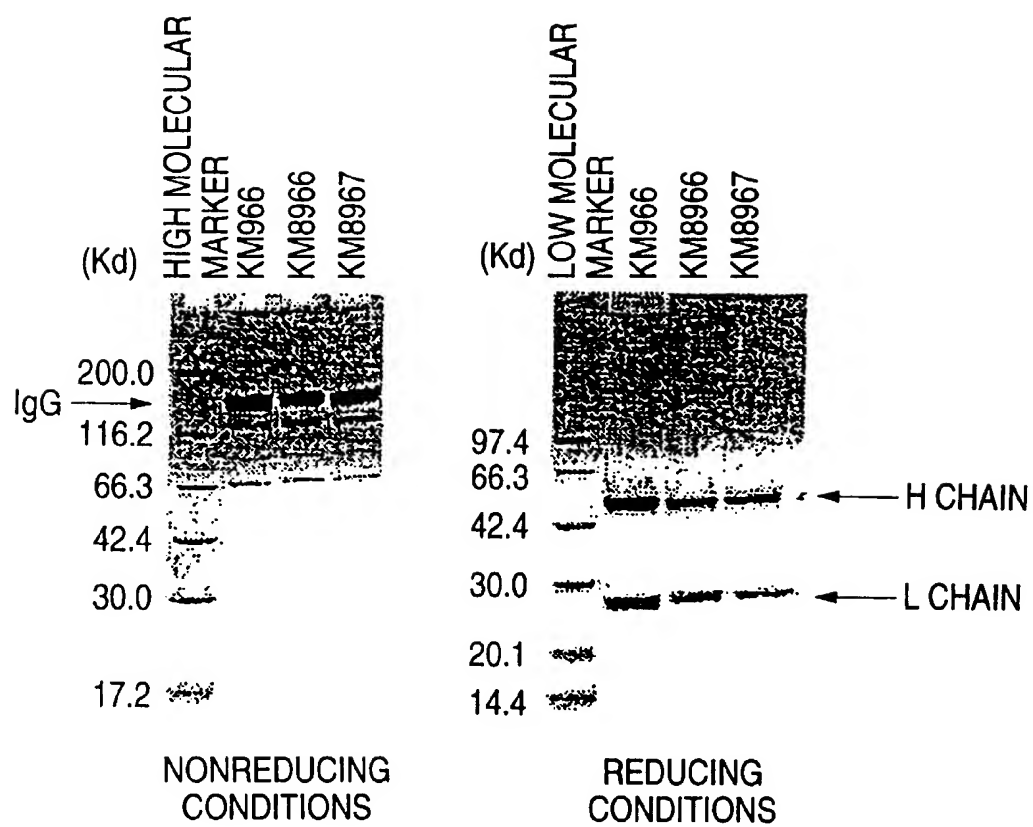 HIGH MOLECULAR
MARKER
KM966
KM8966
KM8967
(Kd)
200.0
IgG
116.2
66.3
42.4
30.0
17.2
NONREDUCING
CONDITIONS
LOW MOLECULAR
MARKER
KM966
KM8966
KM8967
(Kd)
97.4
66.3
H CHAIN
42.4
30.0
L CHAIN
20.1
14.4
REDUCING
CONDITIONS